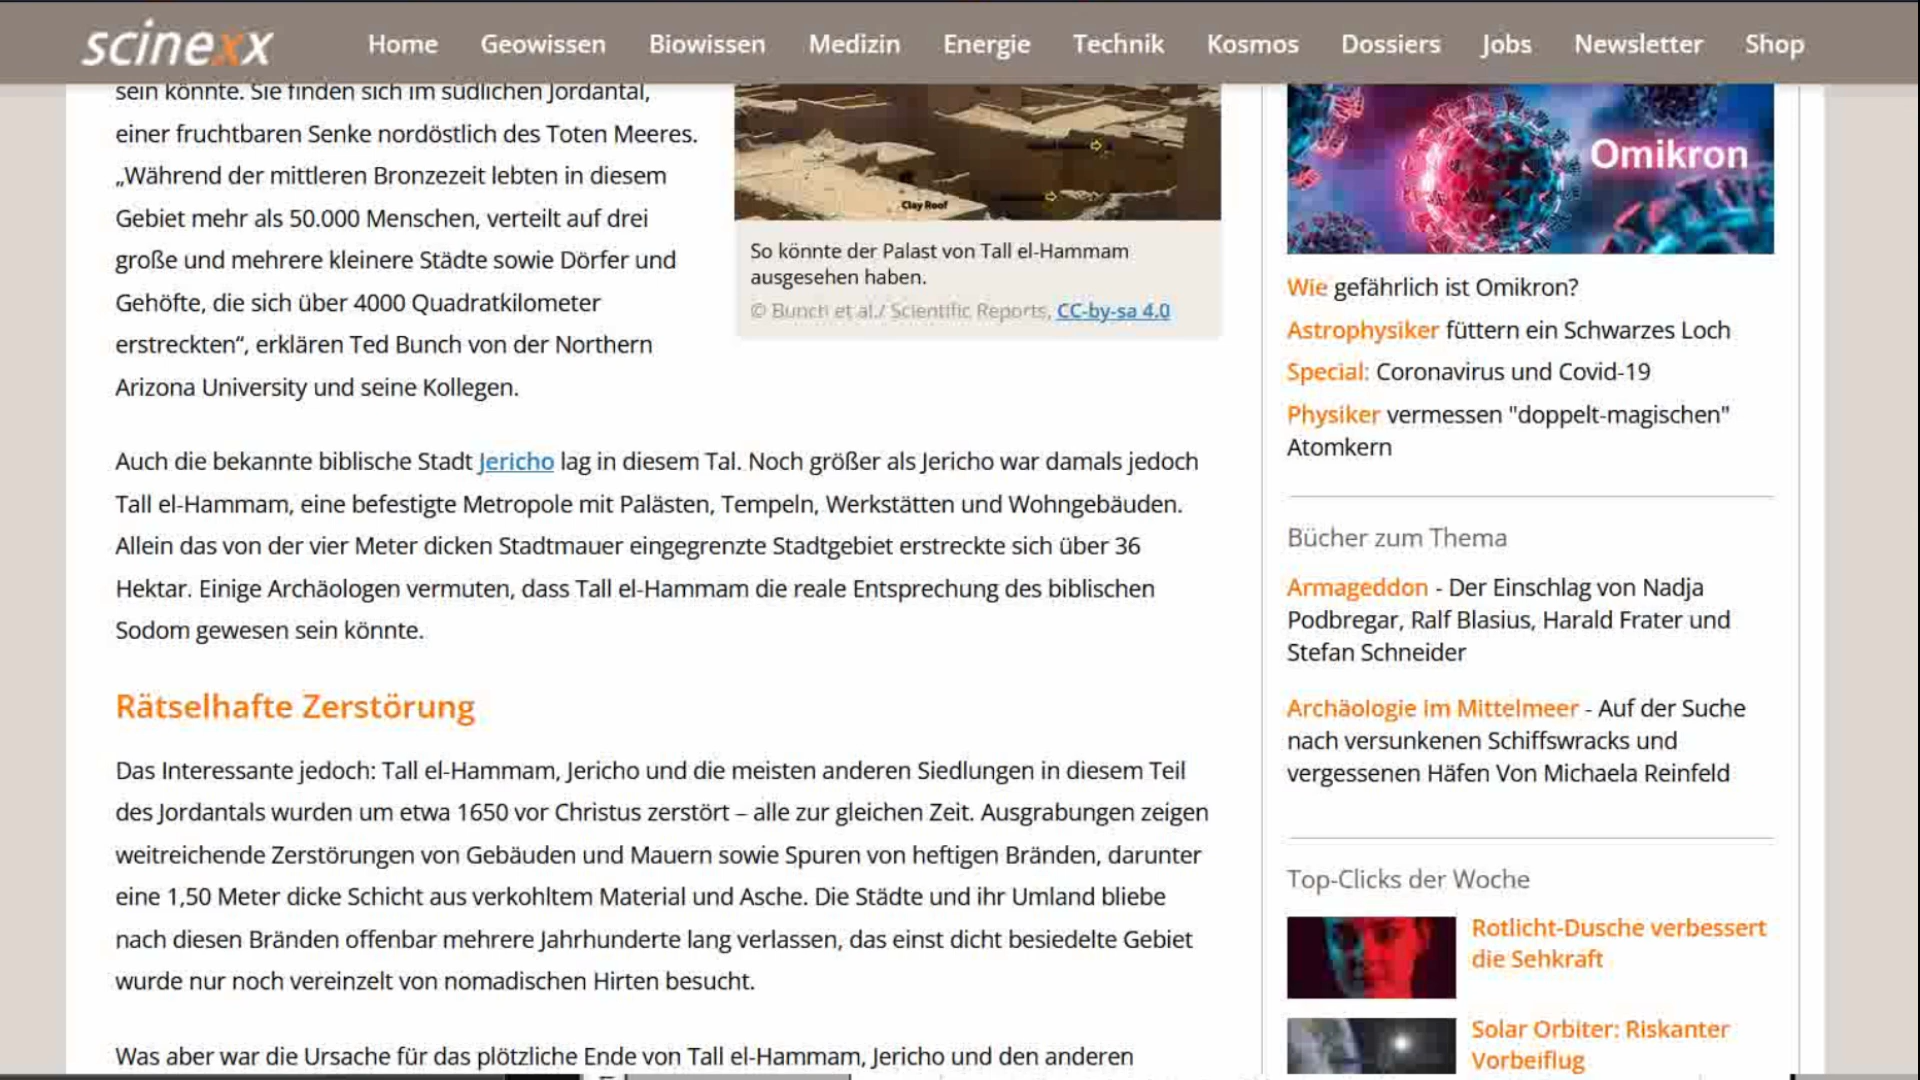 scinexx
Home Geowissen Biowissen Medizin Energie Technik Kosmos Dossiers Jobs Newsletter Shop
sein könnte. Sie finden sich im südlichen Jordantal,
einer fruchtbaren Senke nordöstlich des Toten Meeres.
„Während der mittleren Bronzezeit lebten in diesem
Gebiet mehr als 50.000 Menschen, verteilt auf drei
große und mehrere kleinere Städte sowie Dörfer und
Gehöfte, die sich über 4000 Quadratkilometer
erstreckten“, erklären Ted Bunch von der Northern
Arizona University und seine Kollegen.
Clay Roof
So könnte der Palast von Tall el-Hammam
ausgesehen haben.
© Bunch et al./ Scientific Reports, CC-by-sa 4.0
Auch die bekannte biblische Stadt Jericho lag in diesem Tal. Noch größer als Jericho war damals jedoch
Tall el-Hammam, eine befestigte Metropole mit Palästen, Tempeln, Werkstätten und Wohngebäuden.
Allein das von der vier Meter dicken Stadtmauer eingegrenzte Stadtgebiet erstreckte sich über 36
Hektar. Einige Archäologen vermuten, dass Tall el-Hammam die reale Entsprechung des biblischen
Sodom gewesen sein könnte.
Rätselhafte Zerstörung
Das Interessante jedoch: Tall el-Hammam, Jericho und die meisten anderen Siedlungen in diesem Teil
des Jordantals wurden um etwa 1650 vor Christus zerstört – alle zur gleichen Zeit. Ausgrabungen zeigen
weitreichende Zerstörungen von Gebäuden und Mauern sowie Spuren von heftigen Bränden, darunter
eine 1,50 Meter dicke Schicht aus verkohltem Material und Asche. Die Städte und ihr Umland bliebe
nach diesen Bränden offenbar mehrere Jahrhunderte lang verlassen, das einst dicht besiedelte Gebiet
wurde nur noch vereinzelt von nomadischen Hirten besucht.
Was aber war die Ursache für das plötzliche Ende von Tall el-Hammam, Jericho und den anderen
Omikron
Wie gefährlich ist Omikron?
Astrophysiker füttern ein Schwarzes Loch
Special: Coronavirus und Covid-19
Physiker vermessen "doppelt-magischen"
Atomkern
Bücher zum Thema
Armageddon - Der Einschlag von Nadja
Podbregar, Ralf Blasius, Harald Frater und
Stefan Schneider
Archäologie im Mittelmeer - Auf der Suche
nach versunkenen Schiffswracks und
vergessenen Häfen Von Michaela Reinfeld
Top-Clicks der Woche
Rotlicht-Dusche verbessert
die Sehkraft
Solar Orbiter: Riskanter
Vorbeiflug